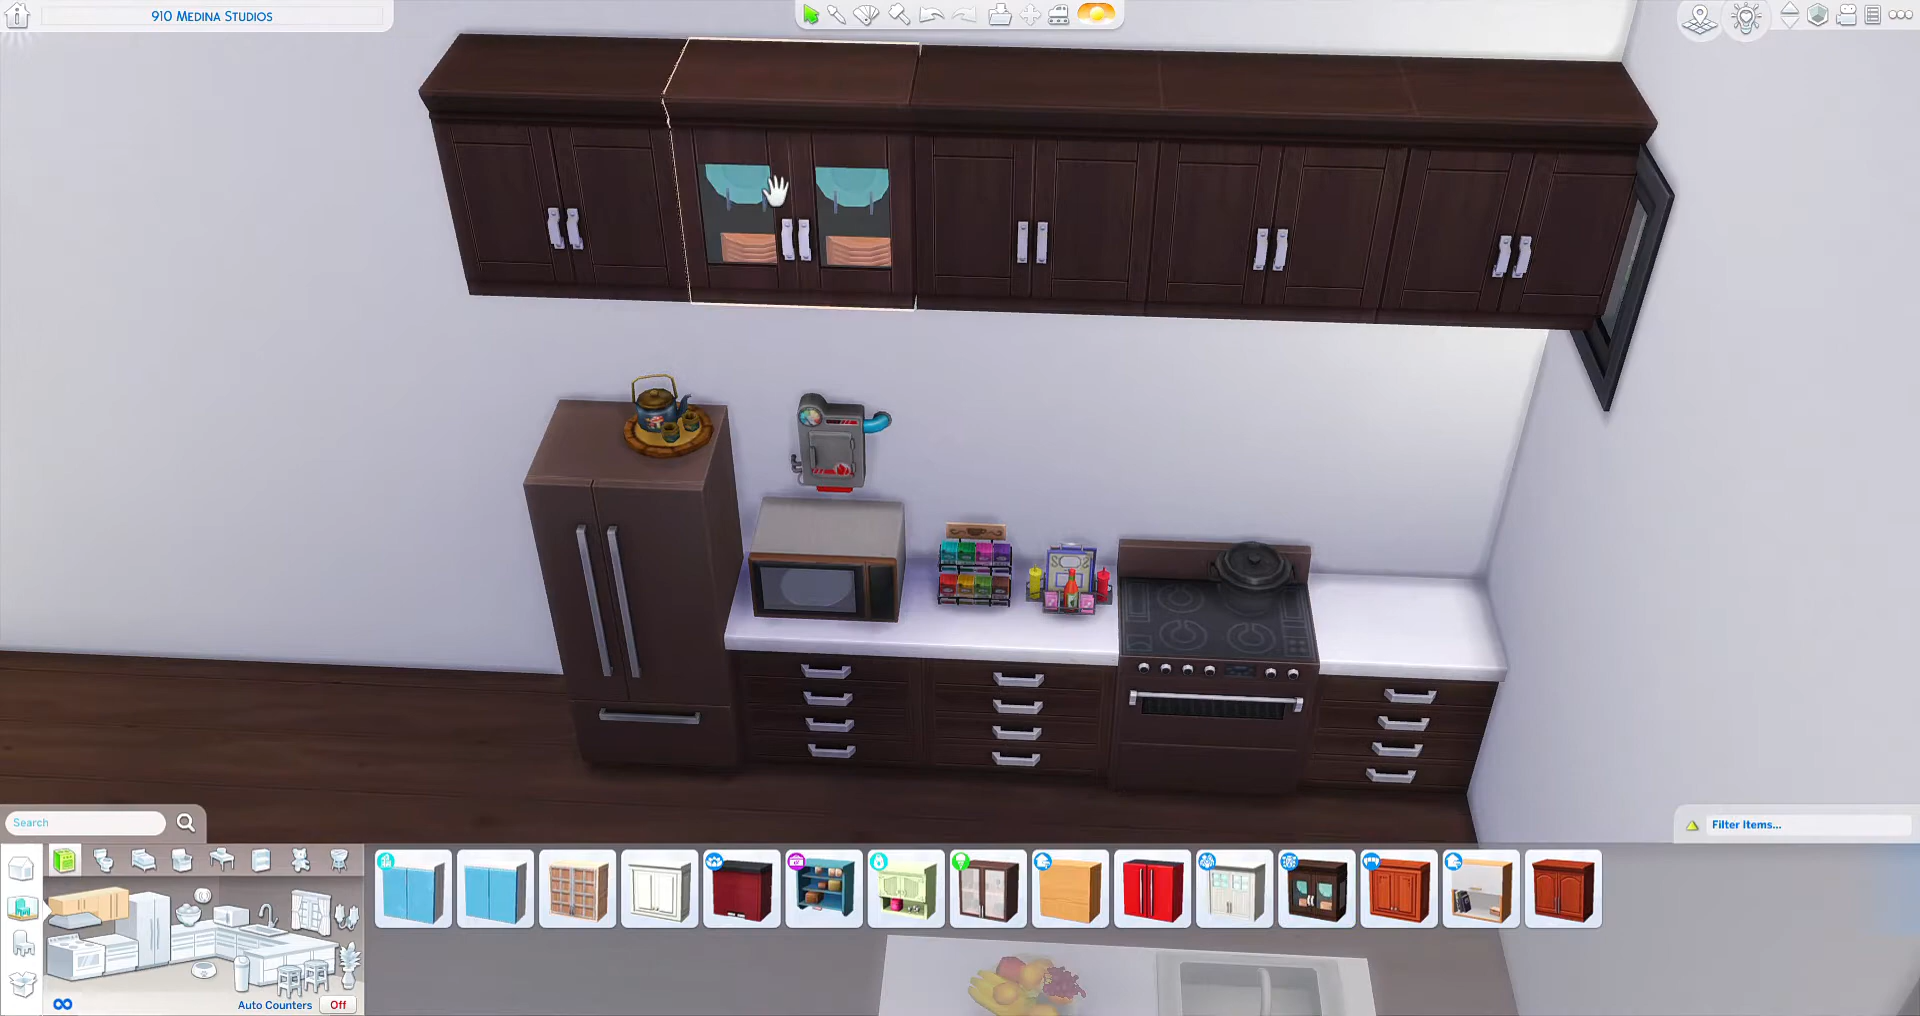 910 Medina Studios
Search
Filter Items...
Auto Counters
Off